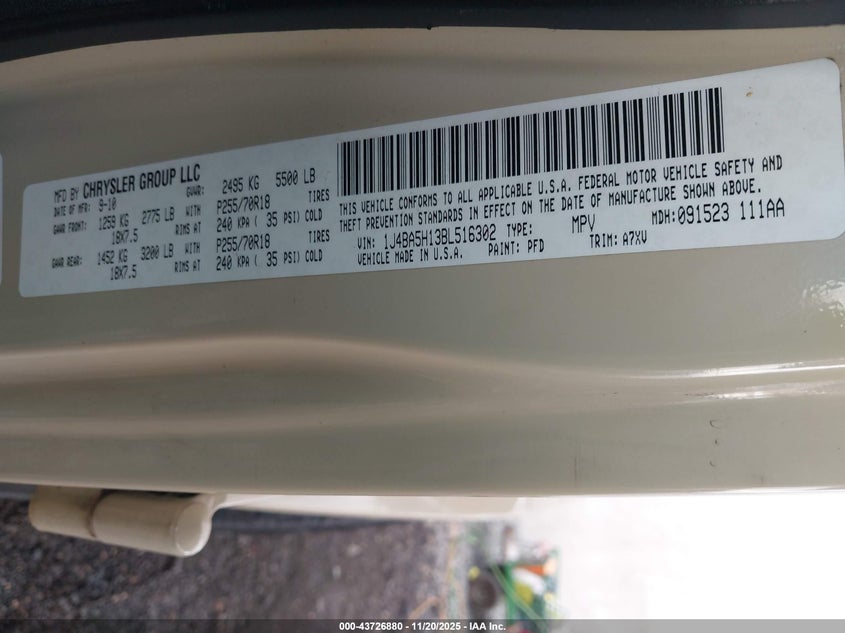 MFD BY CHRYSLER GROUP LLC
DATE OF MFR: 9-10 GVWR: 2495 KG 5500 LB
GAWR FRONT: 1259 KG 2775 LB WITH P255/70R18 TIRES
18X7.5 RIMS AT 240 KPA ( 35 PSI) COLD
GAWR REAR: 1452 KG 3200 LB WITH P255/70R18 TIRES
18X7.5 RIMS AT 240 KPA ( 35 PSI) COLD
THIS VEHICLE CONFORMS TO ALL APPLICABLE U.S.A. FEDERAL MOTOR VEHICLE SAFETY AND
THEFT PREVENTION STANDARDS IN EFFECT ON THE DATE OF MANUFACTURE SHOWN ABOVE.
VIN: 1J4BA5H13BL516302 TYPE: MPV MDH:091523 111AA
VEHICLE MADE IN U.S.A. PAINT: PFD TRIM: A7XV
000-43726880 - 11/20/2025 - IAA Inc.